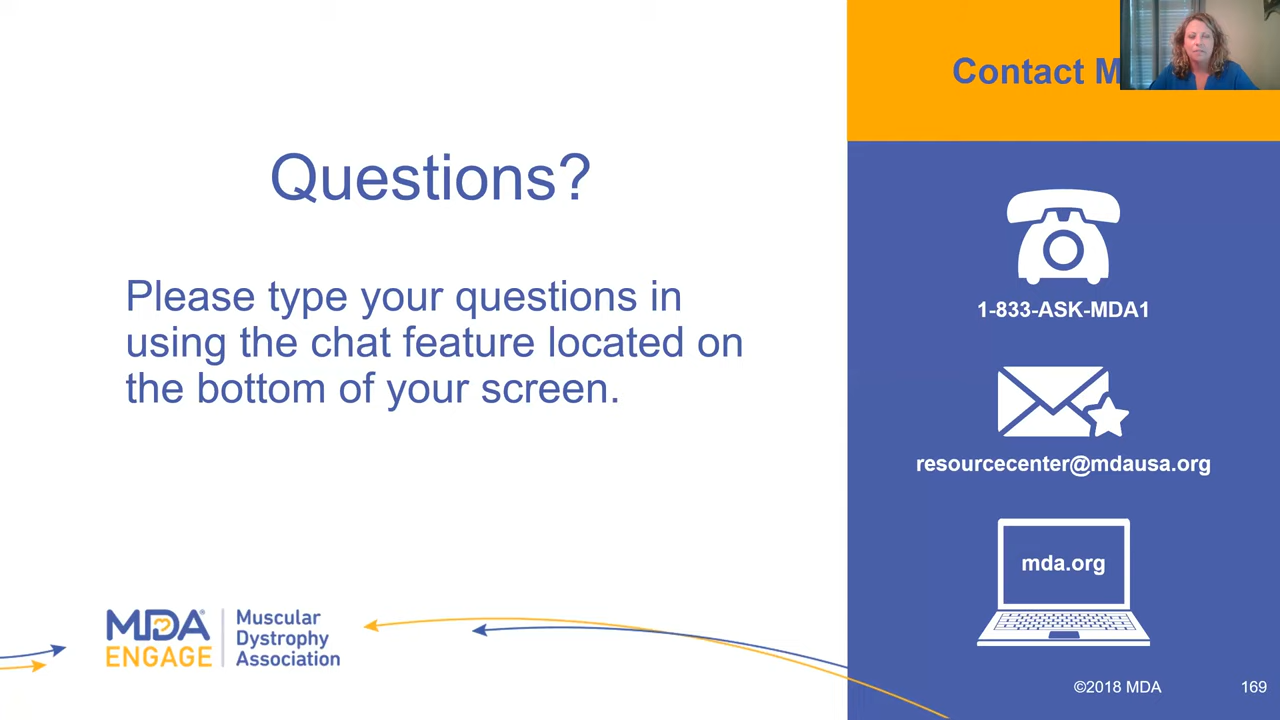 Questions?
Please type your questions in
using the chat feature located on
the bottom of your screen.
MDA®
ENGAGE
Muscular
Dystrophy
Association
Contact
1-833-ASK-MDA1
resourcecenter@mdausa.org
mda.org
©2018 MDA
169